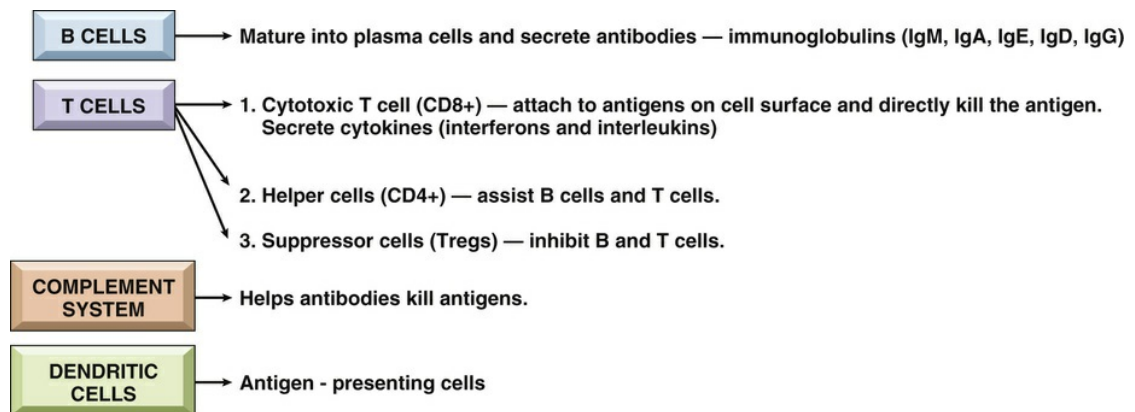 B CELLS
Mature into plasma cells and secrete antibodies — immunoglobulins (IgM, IgA, IgE, IgD, IgG)
T CELLS
1. Cytotoxic T cell (CD8+) — attach to antigens on cell surface and directly kill the antigen.
Secrete cytokines (interferons and interleukins)
2. Helper cells (CD4+) — assist B cells and T cells.
3. Suppressor cells (Tregs) — inhibit B and T cells.
COMPLEMENT
SYSTEM
Helps antibodies kill antigens.
DENDRITIC
CELLS
Antigen - presenting cells